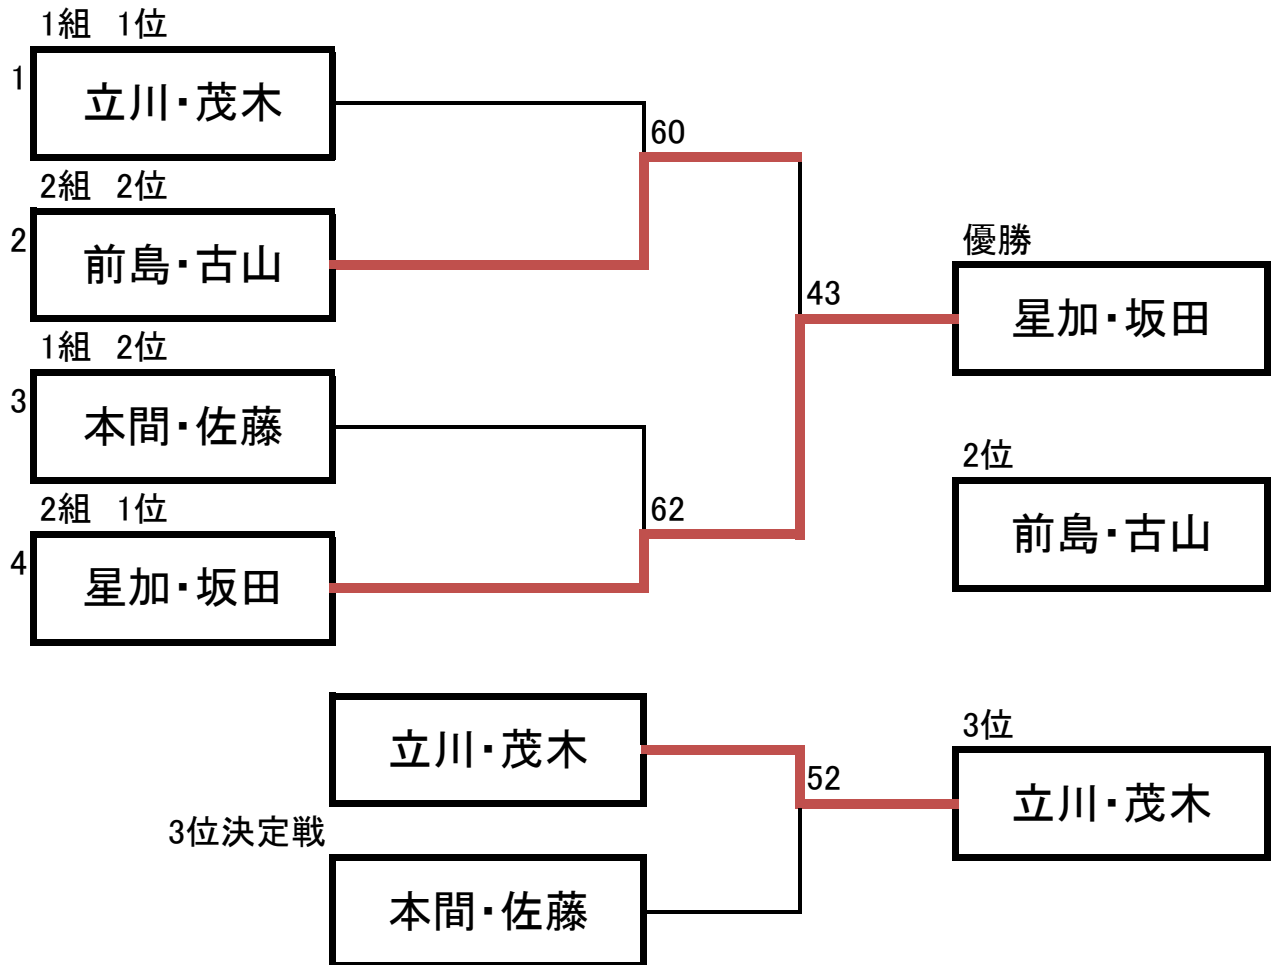 1組 1位
1
立川・茂木
60
2組 2位
2
前島・古山
優勝
43
星加・坂田
1組 2位
3
本間・佐藤
2位
2組 1位
62
前島・古山
4
星加・坂田
立川・茂木
3位
52
立川・茂木
3位決定戦
本間・佐藤